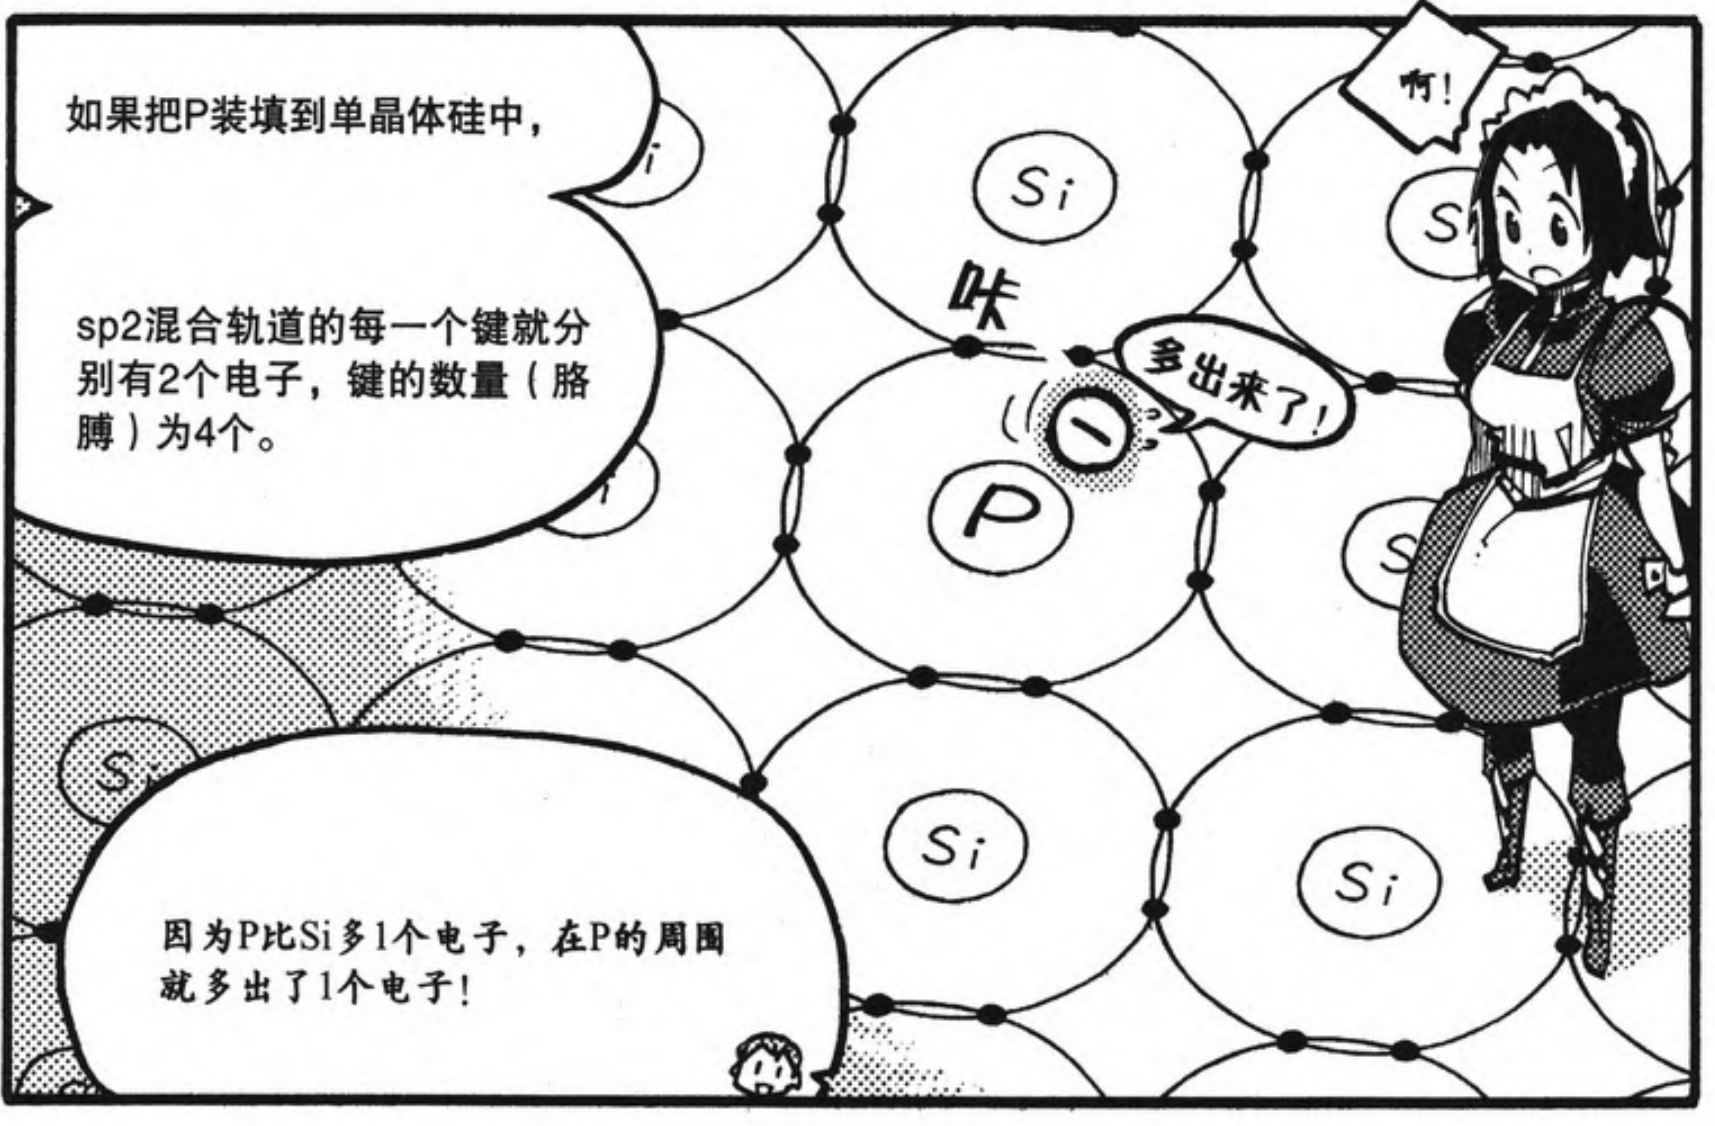 如果把P装填到单晶体硅中，
sp2混合轨道的每一个键就分
别有2个电子，键的数量（胳
膊）为4个。
啊！
Si
S
咔
多出来了！
P
S
S
Si
Si
因为P比Si多1个电子，在P的周围
就多出了1个电子！